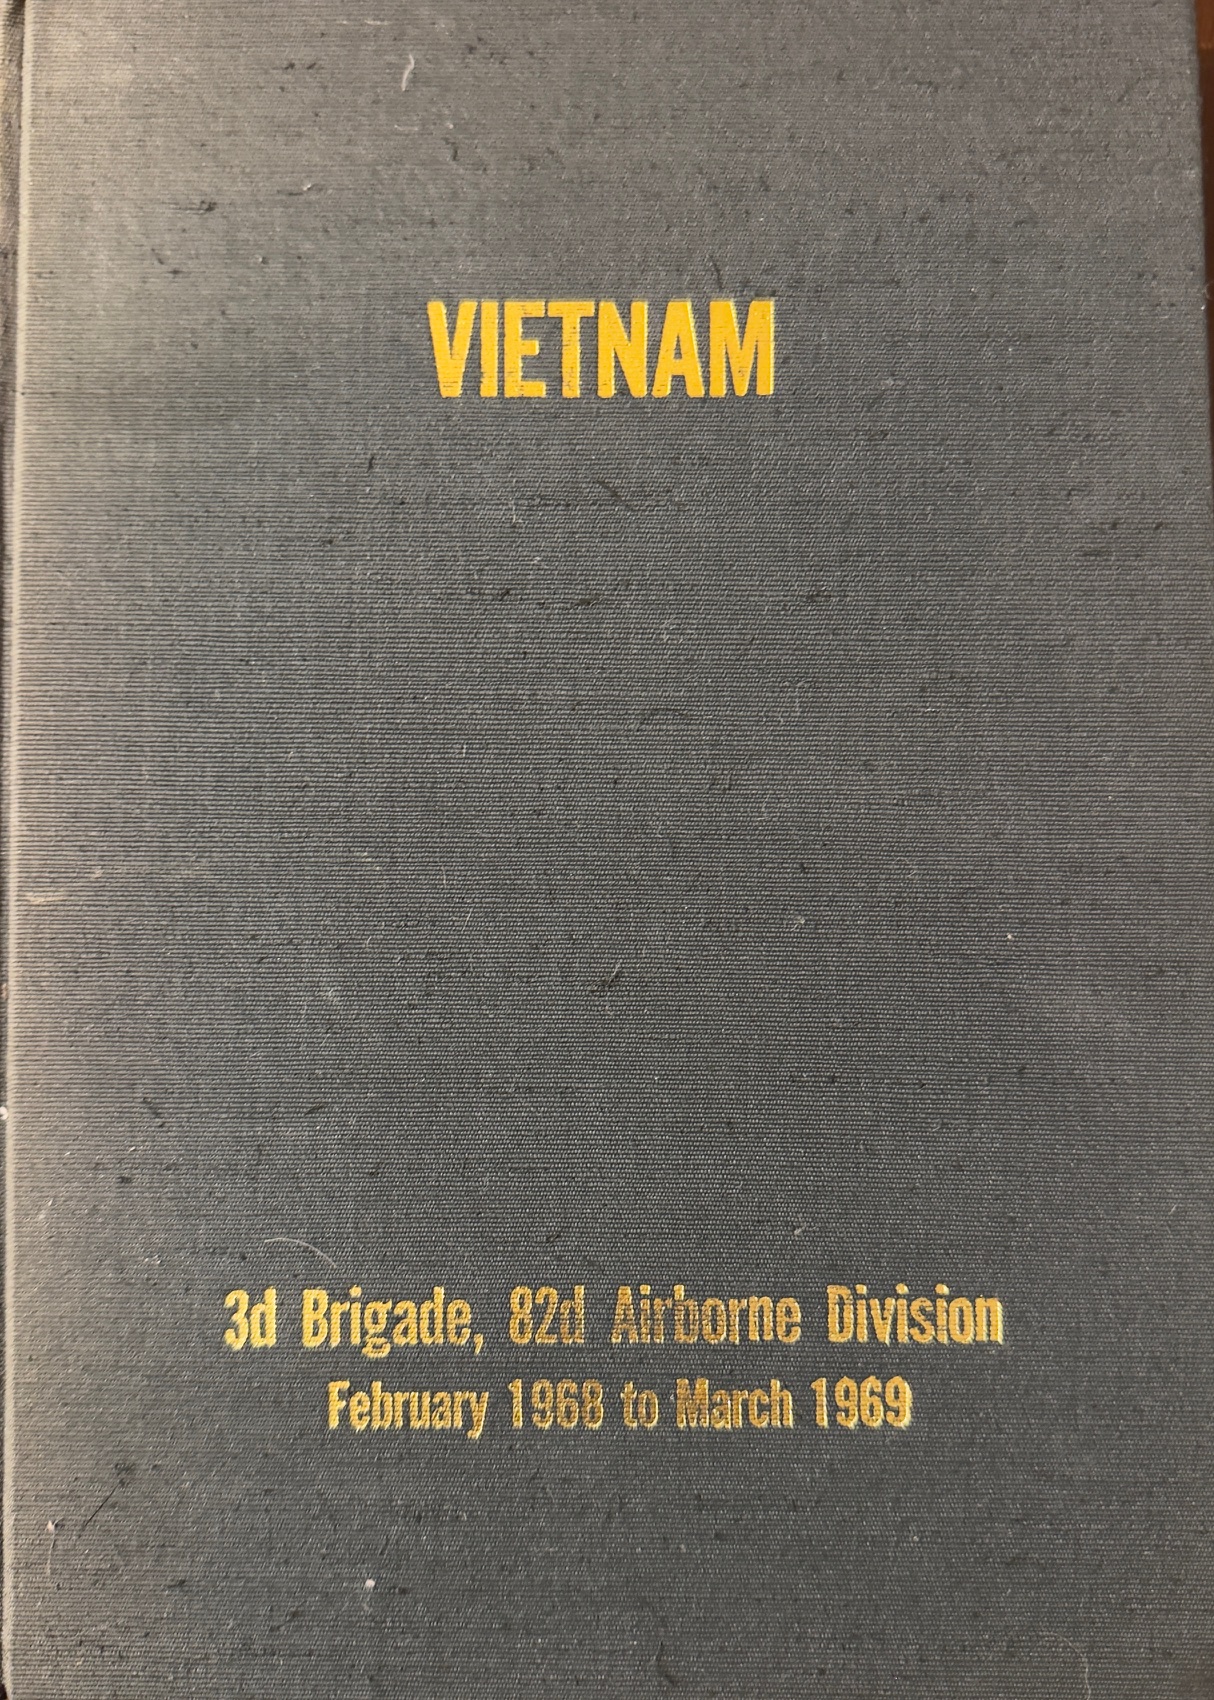 VIETNAM
3d Brigade, 82d Airborne Division
February 1968 to March 1969